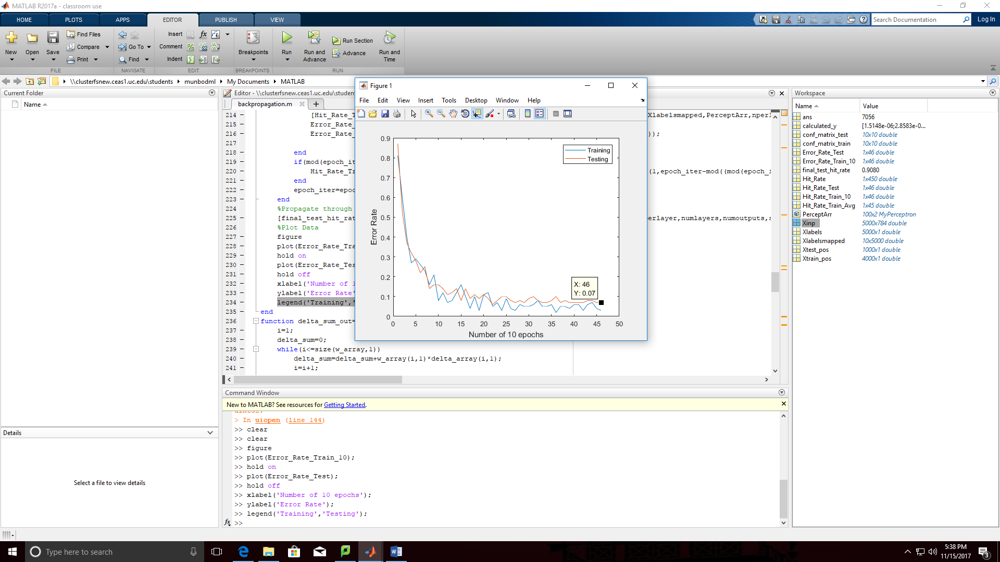 MATLAB R2017a - classroom use
HOME PLOTS APPS EDITOR PUBLISH VIEW
Search Documentation
Log In
New Open Save
Find Files
Compare
Print
Go To
Find
Insert
Comment
Indent
fx
Breakpoints
Run
Run and Advance
Run Section
Advance
Run and Time
FILE NAVIGATE EDIT BREAKPOINTS RUN
\\clusterfsnew.ceas1.uc.edu\students munbodml My Documents MATLAB
Current Folder
Name
Details
Select a file to view details
Editor - \\clusterfsnew.ceas1.uc.edu\studen
backpropagation.m
214 [Hit_Rate_T Xlabelsmapped,PerceptArr,nperl
215 Error_Rate_
216 Error_Rate_ ));
217
218 end
219 if(mod(epoch_it
220 Hit_Rate_Tr (1,epoch_iter-mod((mod(epoch_i
221 end
222 epoch_iter=epoc
223 end
224 %Propagate through
225 [final_test_hit_rat erlayer,numlayers,numoutputs,s
226 %Plot Data
227 figure
228 plot(Error_Rate_Tra
229 hold on
230 plot(Error_Rate_Tes
231 hold off
232 xlabel('Number of 1
233 ylabel('Error Rate'
234 legend('Training','
235 end
236 function delta_sum_out=
237 i=1;
238 delta_sum=0;
239 while(i<=size(w_array,1))
240 delta_sum=delta_sum+w_array(i,1)*delta_array(i,1);
241 i=i+1;
Figure 1
File Edit View Insert Tools Desktop Window Help
Training
Testing
0.9
0.8
0.7
0.6
0.5
0.4
0.3
0.2
0.1
0
Error Rate
X: 46
Y: 0.07
0 5 10 15 20 25 30 35 40 45 50
Number of 10 epochs
Command Window
New to MATLAB? See resources for Getting Started.
> In uiopen (line 144)
>> clear
>> clear
>> figure
>> plot(Error_Rate_Train_10);
>> hold on
>> plot(Error_Rate_Test);
>> hold off
>> xlabel('Number of 10 epochs');
>> ylabel('Error Rate');
>> legend('Training','Testing');
fx >>
Workspace
Name Value
ans 7056
calculated_y [1.5148e-06;2.8583e-0...
conf_matrix_test 10x10 double
conf_matrix_train 10x10 double
Error_Rate_Test 1x46 double
Error_Rate_Train_10 1x46 double
final_test_hit_rate 0.9080
Hit_Rate 1x450 double
Hit_Rate_Test 1x46 double
Hit_Rate_Train_10 1x46 double
Hit_Rate_Train_Avg 1x45 double
PerceptArr 100x2 MyPerceptron
Xinp 5000x784 double
Xlabels 5000x1 double
Xlabelsmapped 10x5000 double
Xtest_pos 1000x1 double
Xtrain_pos 4000x1 double
Type here to search
5:38 PM
11/15/2017
3